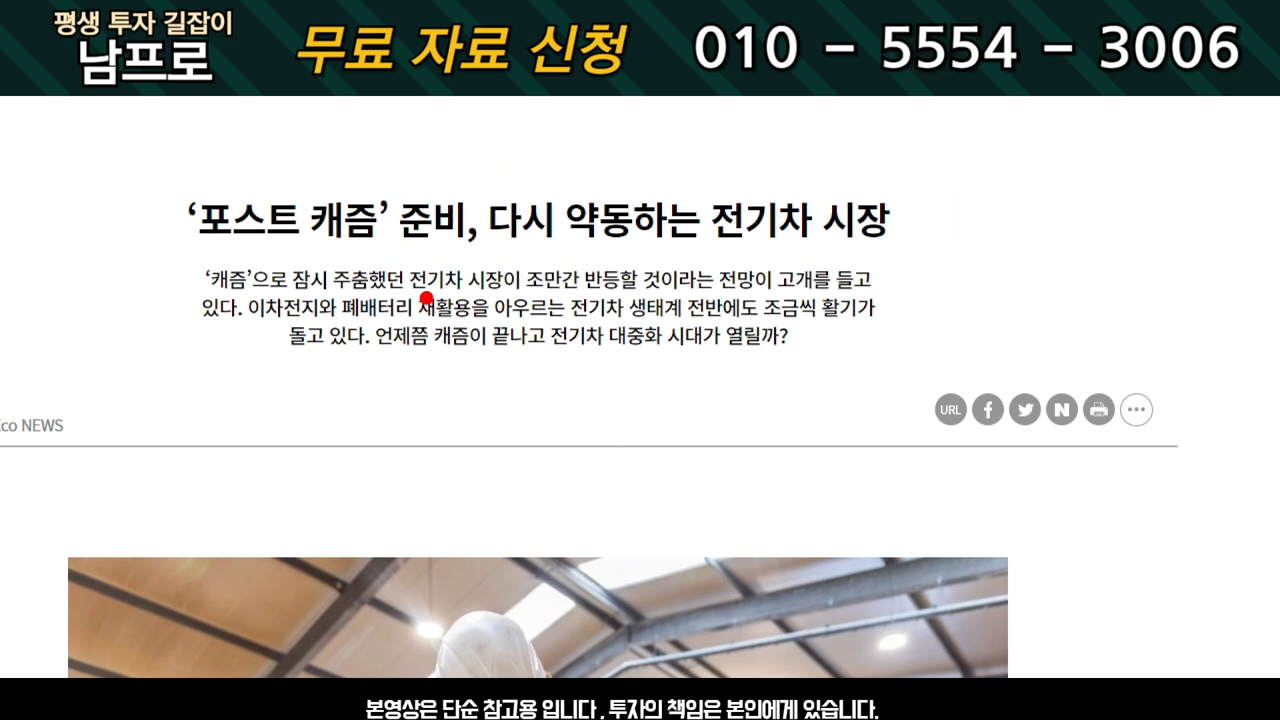 평생 투자 길잡이
남프로
무료 자료 신청
010 - 5554 - 3006
‘포스트 캐즘’ 준비, 다시 약동하는 전기차 시장
‘캐즘’으로 잠시 주춤했던 전기차 시장이 조만간 반등할 것이라는 전망이 고개를 들고
있다. 이차전지와 폐배터리 재활용을 아우르는 전기차 생태계 전반에도 조금씩 활기가
돌고 있다. 언제쯤 캐즘이 끝나고 전기차 대중화 시대가 열릴까?
URL
N
co NEWS
본영상은 단순 참고용 입니다 , 투자의 책임은 본인에게 있습니다.